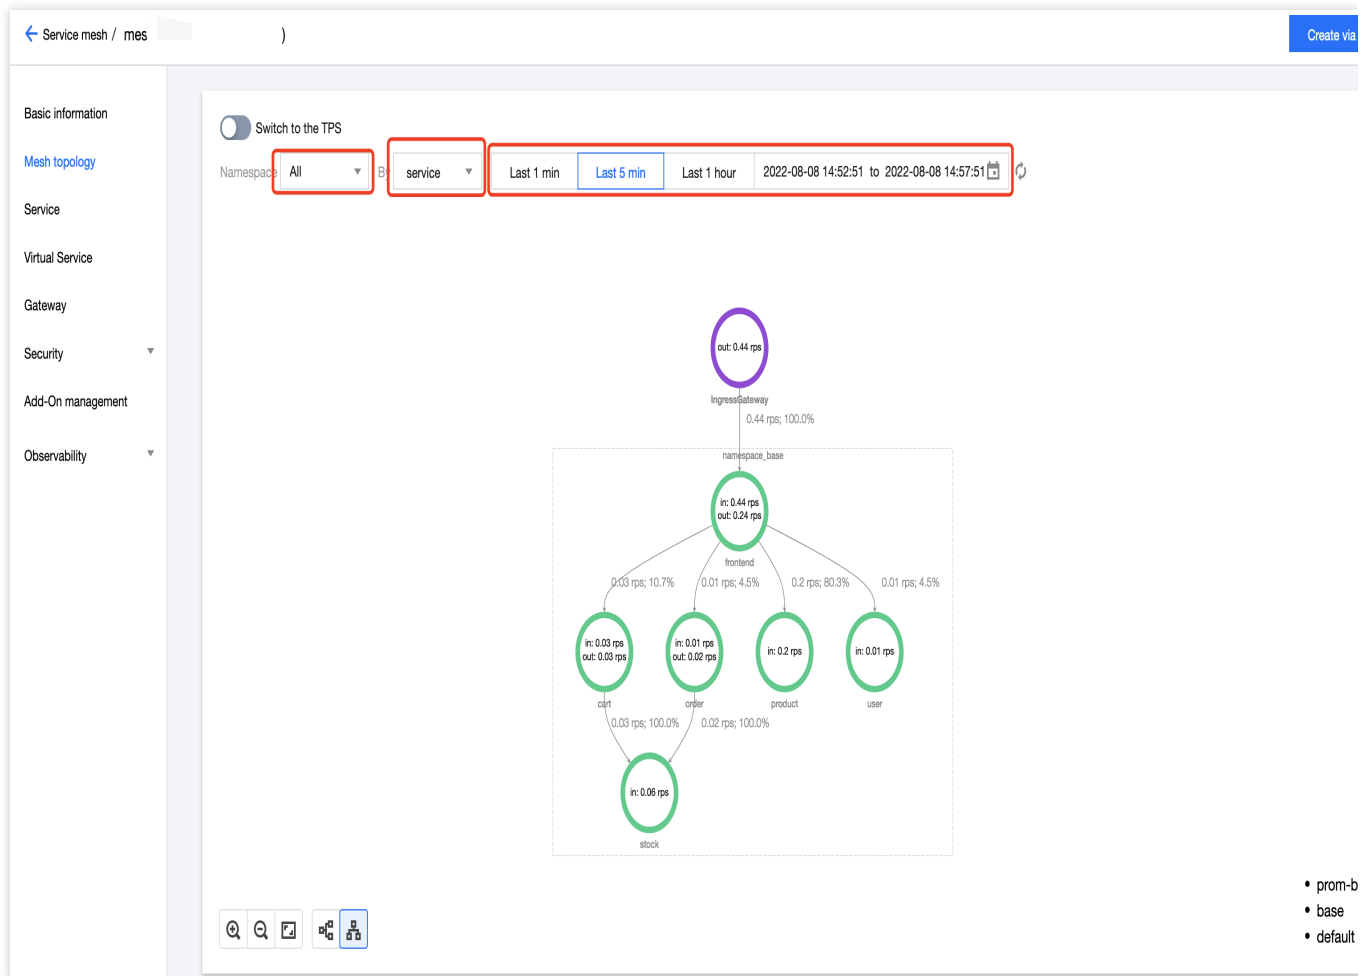 Service mesh / mes )
Create via
Basic information
Mesh topology
Service
Virtual Service
Gateway
Security
Add-On management
Observability
Switch to the TPS
Namespace All By service Last 1 min Last 5 min Last 1 hour 2022-08-08 14:52:51 to 2022-08-08 14:57:51
out: 0.44 rps
IngressGateway
0.44 rps; 100.0%
namespace_base
in: 0.44 rps
out: 0.24 rps
frontend
0.03 rps; 10.7% 0.01 rps; 4.5% 0.2 rps; 80.3% 0.01 rps; 4.5%
in: 0.03 rps
out: 0.03 rps
in: 0.01 rps
out: 0.02 rps
in: 0.2 rps
in: 0.01 rps
cart order product user
0.03 rps; 100.0% 0.02 rps; 100.0%
in: 0.06 rps
stock
• prom-b
• base
• default